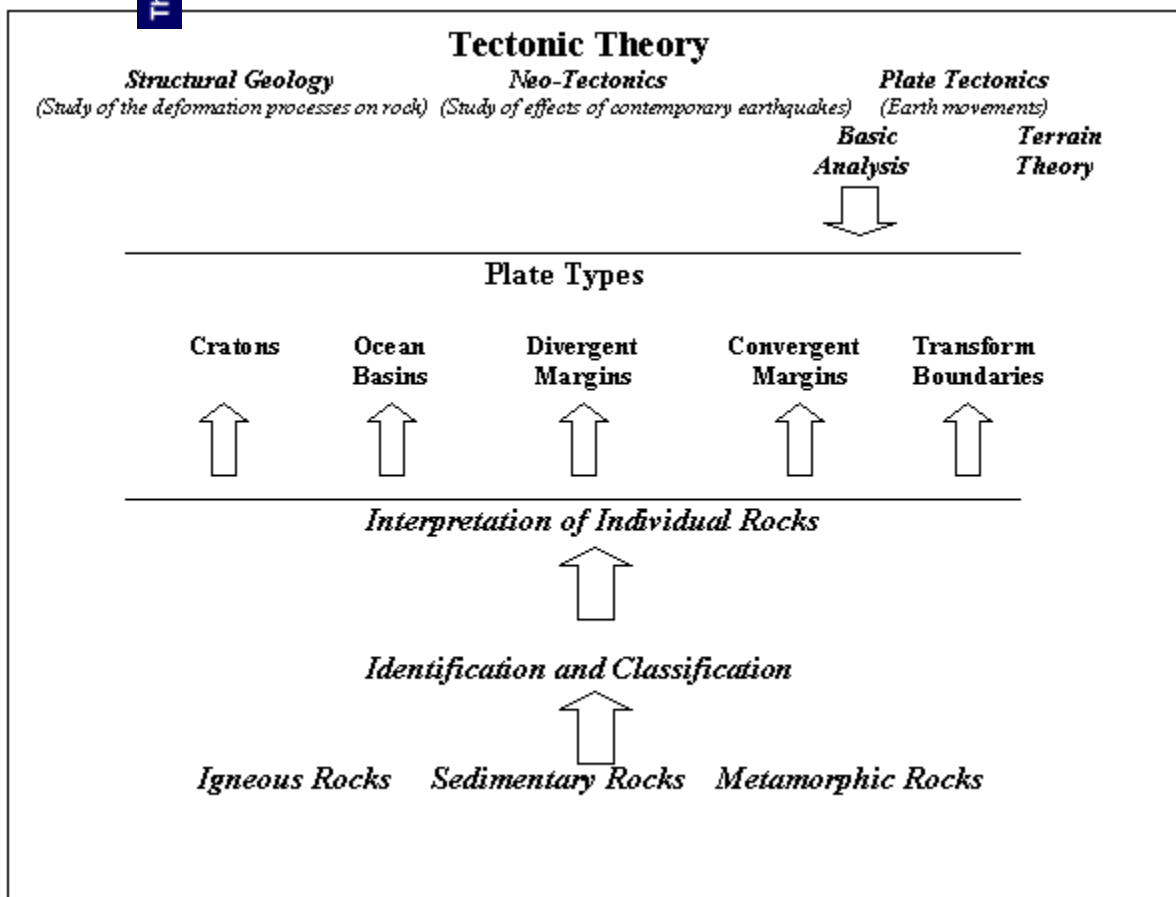 Th
Tectonic Theory
Structural Geology Neo-Tectonics Plate Tectonics
(Study of the deformation processes on rock) (Study of effects of contemporary earthquakes) (Earth movements)
Basic Terrain
Analysis Theory
Plate Types
Cratons Ocean Divergent Convergent Transform
Basins Margins Margins Boundaries
Interpretation of Individual Rocks
Identification and Classification
Igneous Rocks Sedimentary Rocks Metamorphic Rocks